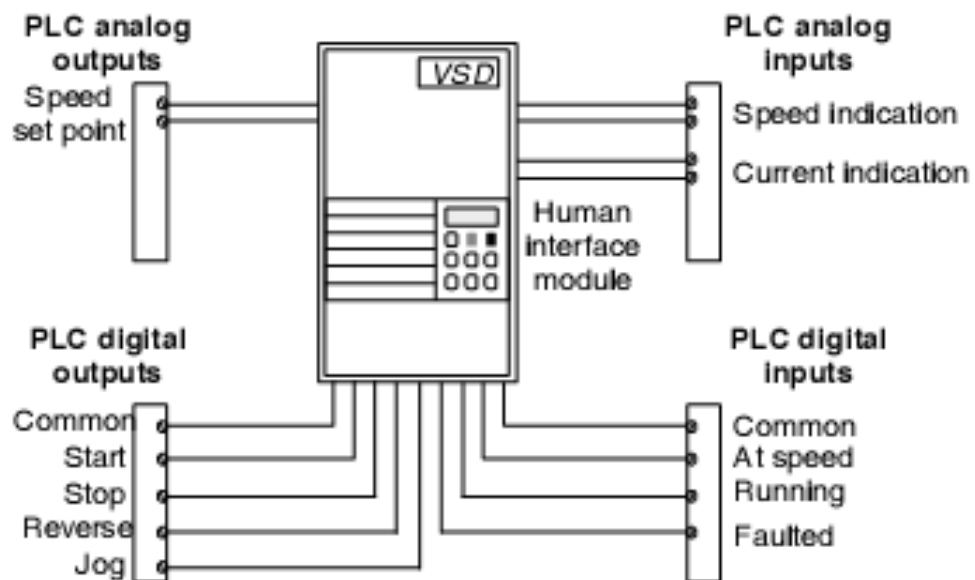 PLC analog
outputs
Speed
set point
VSD
PLC analog
inputs
Speed indication
Current indication
Human
interface
module
PLC digital
outputs
Common
Start
Stop
Reverse
Jog
PLC digital
inputs
Common
At speed
Running
Faulted